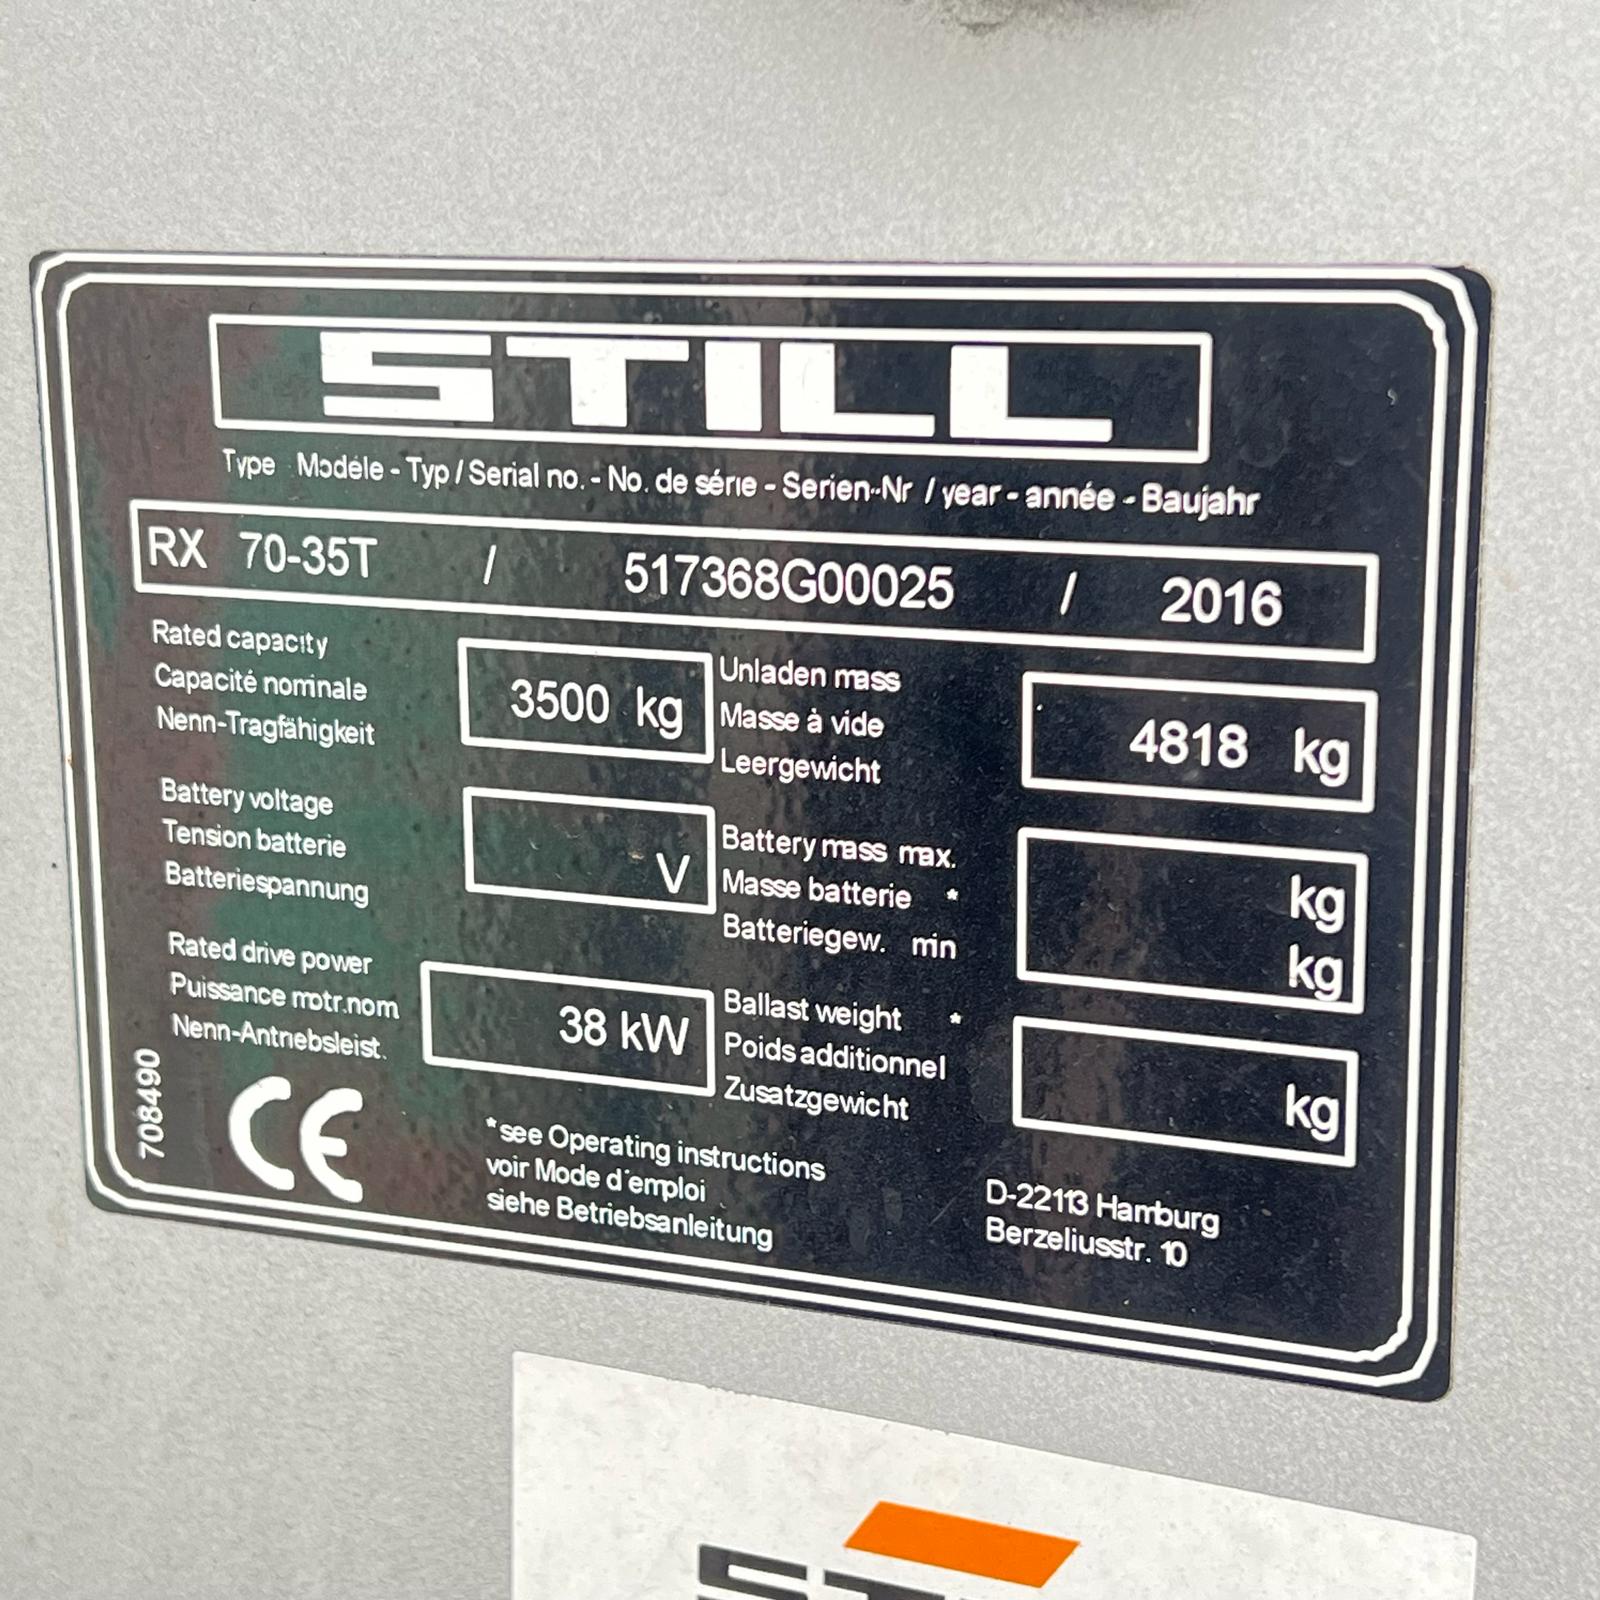 STILL
Type Modèle - Typ / Serial no. - No. de série - Serien-Nr / year - année - Baujahr
RX 70-35T / 517368G00025 / 2016
Rated capacity
Capacité nominale
Nenn-Tragfähigkeit
3500 kg
Unladen mass
Masse à vide
Leergewicht
4818 kg
Battery voltage
Tension batterie
Batteriespannung
V
Battery mass max.
Masse batterie *
Batteriegew. min
kg
kg
Rated drive power
Puissance motr.nom
Nenn-Antriebsleist.
38 kW
Ballast weight *
Poids additionnel
Zusatzgewicht
kg
7084490
CE
*see Operating instructions
voir Mode d'emploi
siehe Betriebsanleitung
D-22113 Hamburg
Berzeliusstr. 10